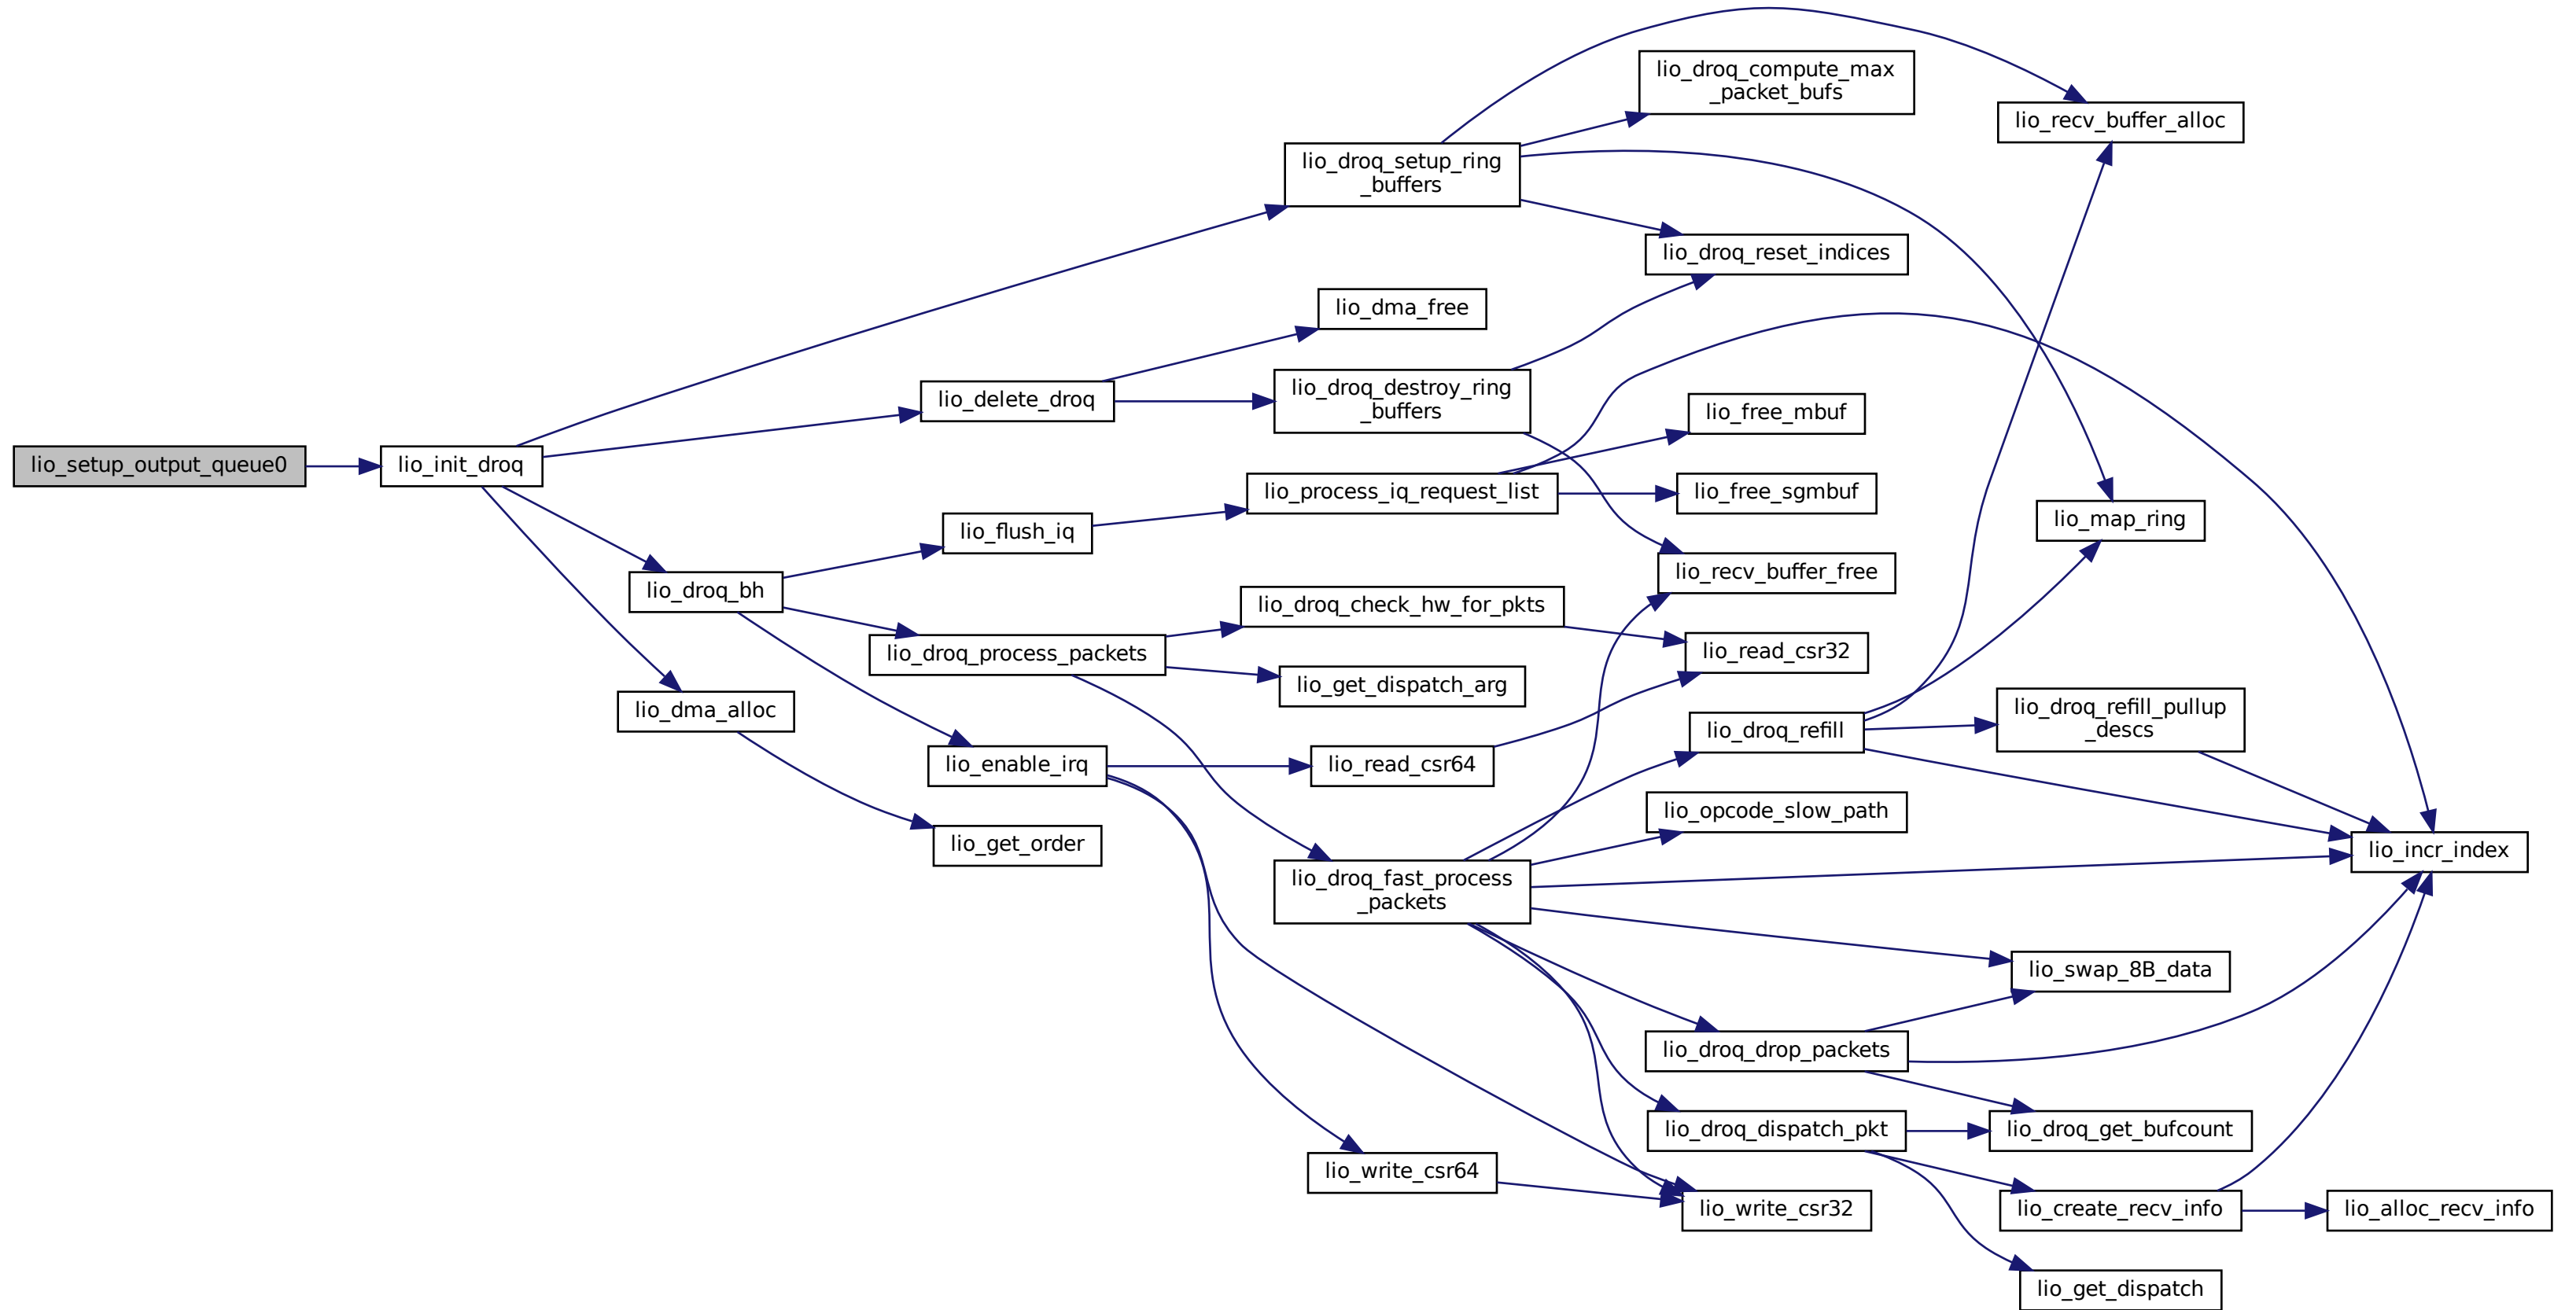 lio_setup_output_queue0
lio_init_droq
lio_droq_setup_ring
_buffers
lio_delete_droq
lio_droq_bh
lio_dma_alloc
lio_droq_compute_max
_packet_bufs
lio_recv_buffer_alloc
lio_droq_reset_indices
lio_dma_free
lio_droq_destroy_ring
_buffers
lio_free_mbuf
lio_process_iq_request_list
lio_free_sgmbuf
lio_flush_iq
lio_map_ring
lio_recv_buffer_free
lio_droq_check_hw_for_pkts
lio_droq_process_packets
lio_read_csr32
lio_get_dispatch_arg
lio_droq_refill
lio_droq_refill_pullup
_descs
lio_enable_irq
lio_read_csr64
lio_opcode_slow_path
lio_get_order
lio_incr_index
lio_droq_fast_process
_packets
lio_swap_8B_data
lio_droq_drop_packets
lio_droq_dispatch_pkt
lio_droq_get_bufcount
lio_write_csr64
lio_write_csr32
lio_create_recv_info
lio_alloc_recv_info
lio_get_dispatch